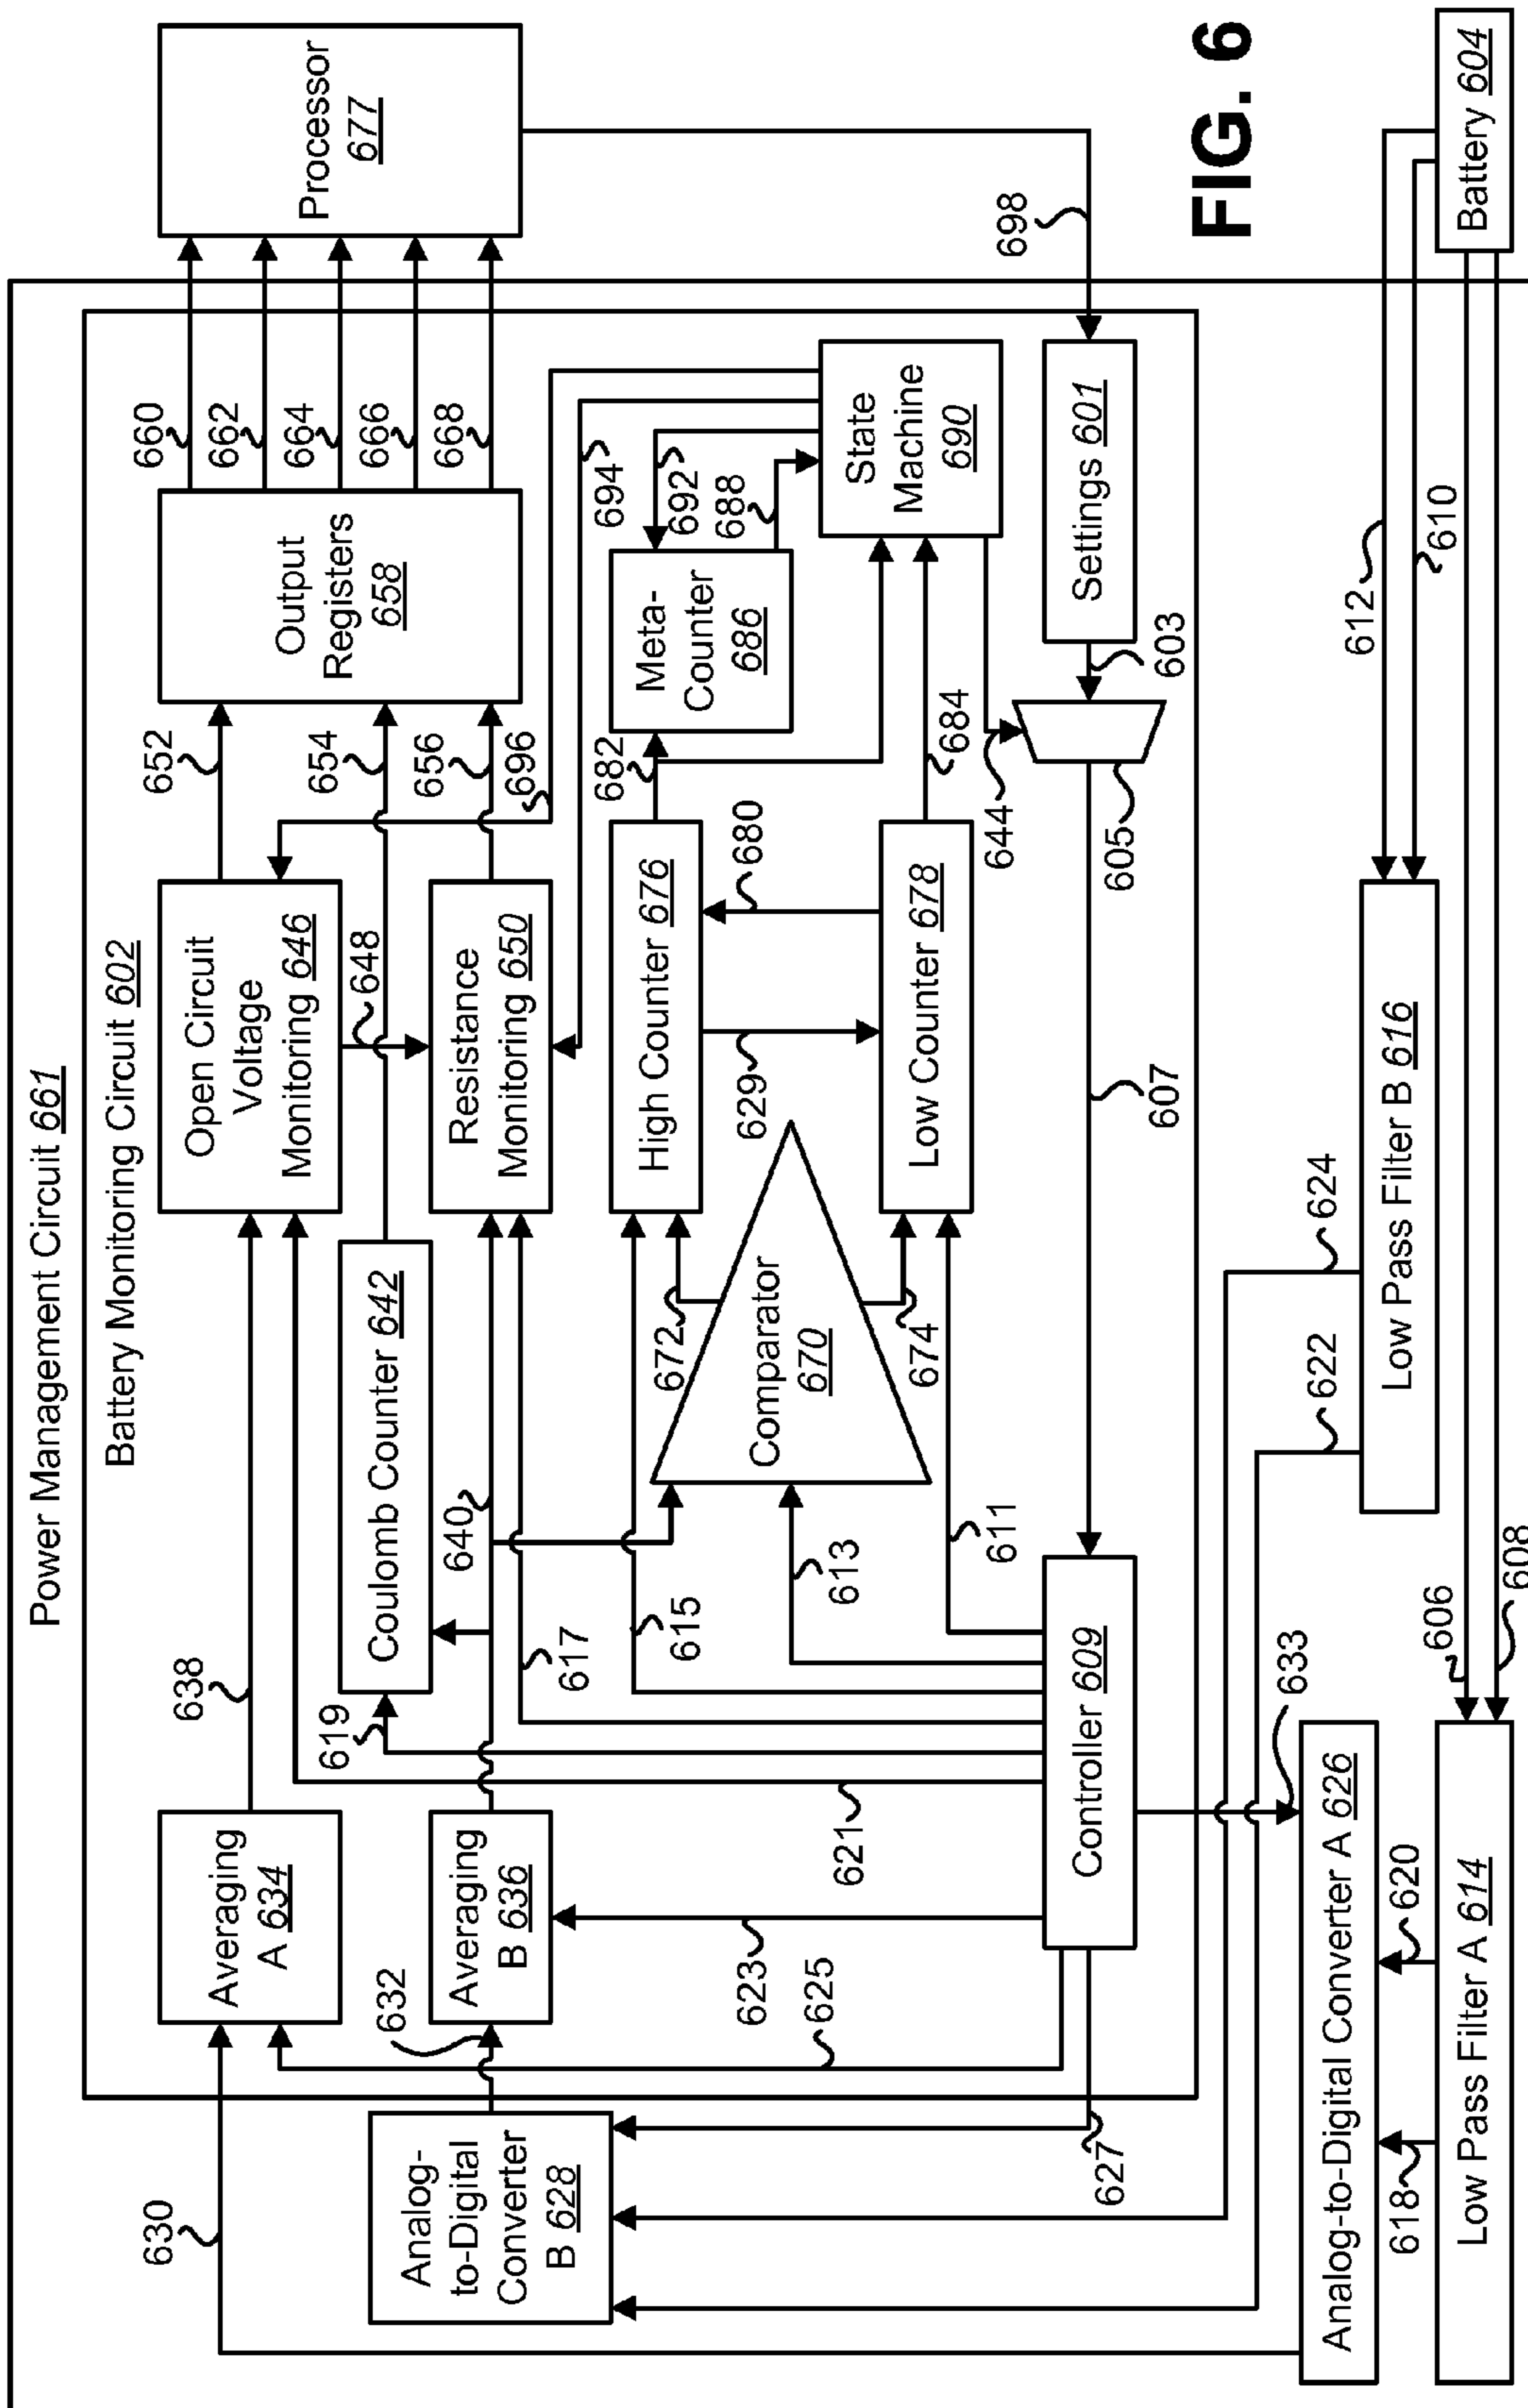 Power Management Circuit 661
Battery Monitoring Circuit 602
630
Analog-
to-Digital
Converter
B 628
632
Averaging
A 634
Averaging
B 636
638
619
Coulomb Counter 642
640
617
615
613
611
621
623
625
627
Open Circuit
Voltage
Monitoring 646
648
Resistance
Monitoring 650
672
Comparator
670
674
High Counter 676
629
680
Low Counter 678
652
654
656
696
682
684
644
605
607
Output
Registers
658
660
662
664
666
668
694
692
688
Meta-
Counter
686
State
Machine
690
Settings 601
603
698
Processor
677
Controller 609
633
Analog-to-Digital Converter A 626
618
620
Low Pass Filter A 614
606
608
622
624
Low Pass Filter B 616
612
610
Battery 604
FIG. 6